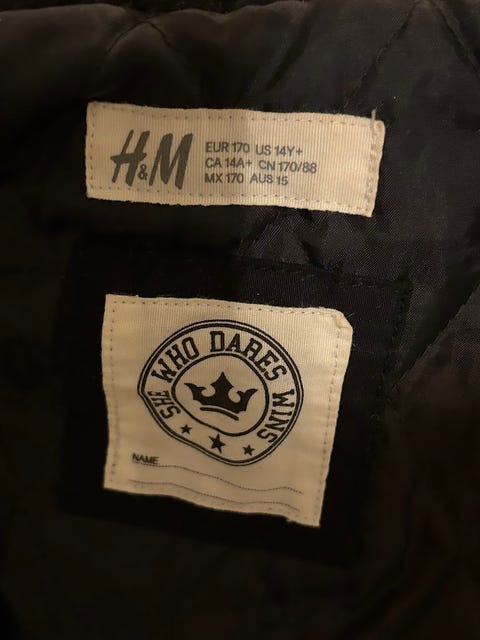 H&M
EUR 170 US 14Y+
CA 14A+ CN 170/88
MX 170 AUS 15
SHE WHO DARES WINS
NAME